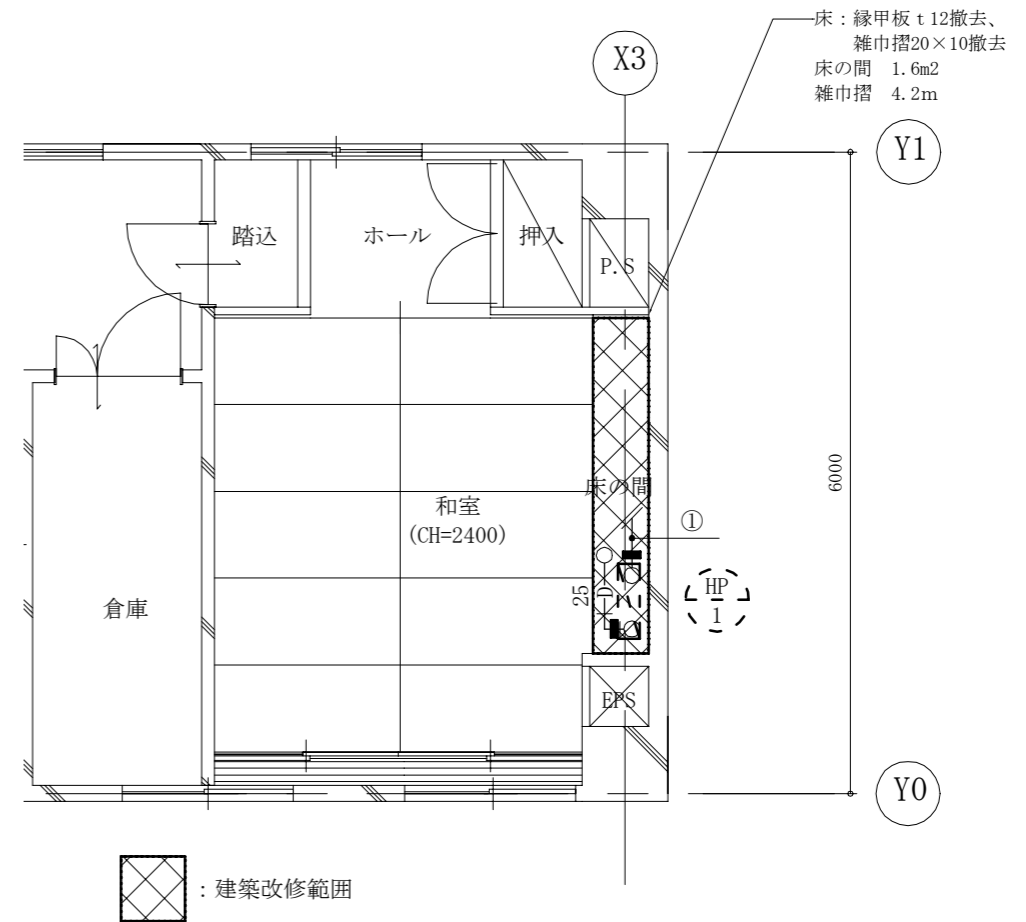 床：縁甲板 t 12撤去、
雑巾摺20×10撤去
床の間 1.6m2
雑巾摺 4.2m
X3
Y1
踏込
ホール
押入
P.S
6000
床の間
和室
(CH=2400)
①
25
D
HP
1
倉庫
EPS
Y0
：建築改修範囲